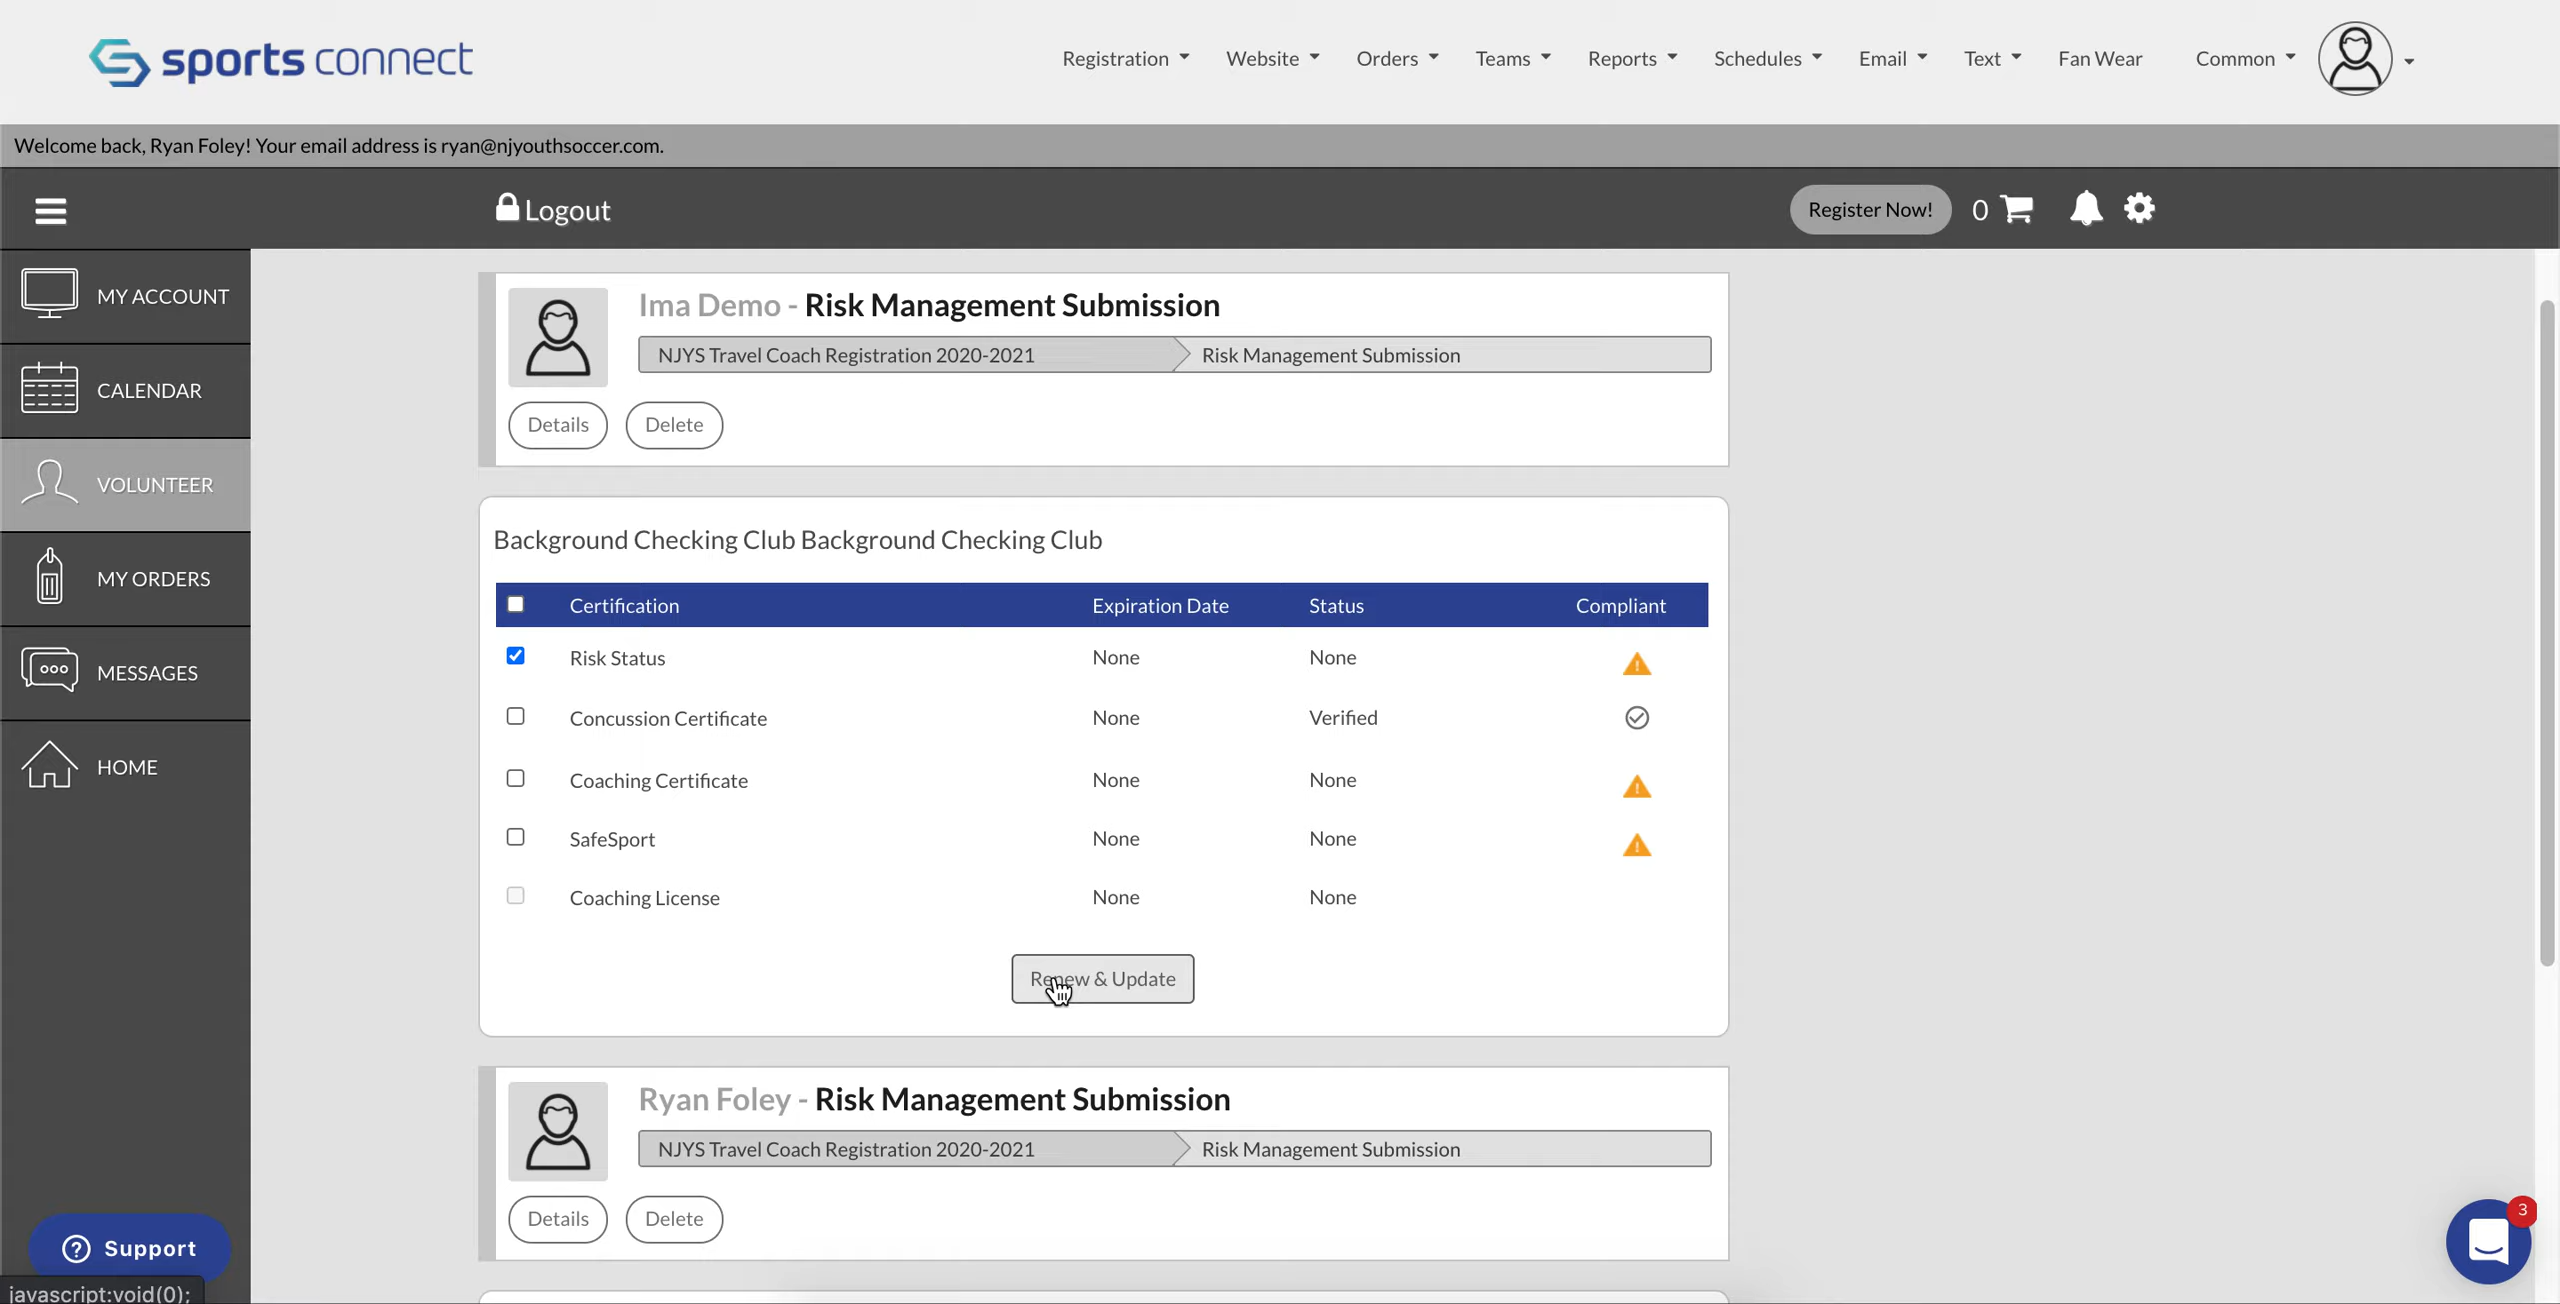 sports connect
Registration Website Orders Teams Reports Schedules Email Text Fan Wear Common
Welcome back, Ryan Foley! Your email address is ryan@njyouthsoccer.com.
Logout
Register Now! 0
MY ACCOUNT
CALENDAR
VOLUNTEER
MY ORDERS
MESSAGES
HOME
Support
javascript:void(0);
Ima Demo - Risk Management Submission
NJYS Travel Coach Registration 2020-2021 Risk Management Submission
Details Delete
Background Checking Club Background Checking Club
Certification Expiration Date Status Compliant
Risk Status None None
Concussion Certificate None Verified
Coaching Certificate None None
SafeSport None None
Coaching License None None
Renew & Update
Ryan Foley - Risk Management Submission
NJYS Travel Coach Registration 2020-2021 Risk Management Submission
Details Delete
3